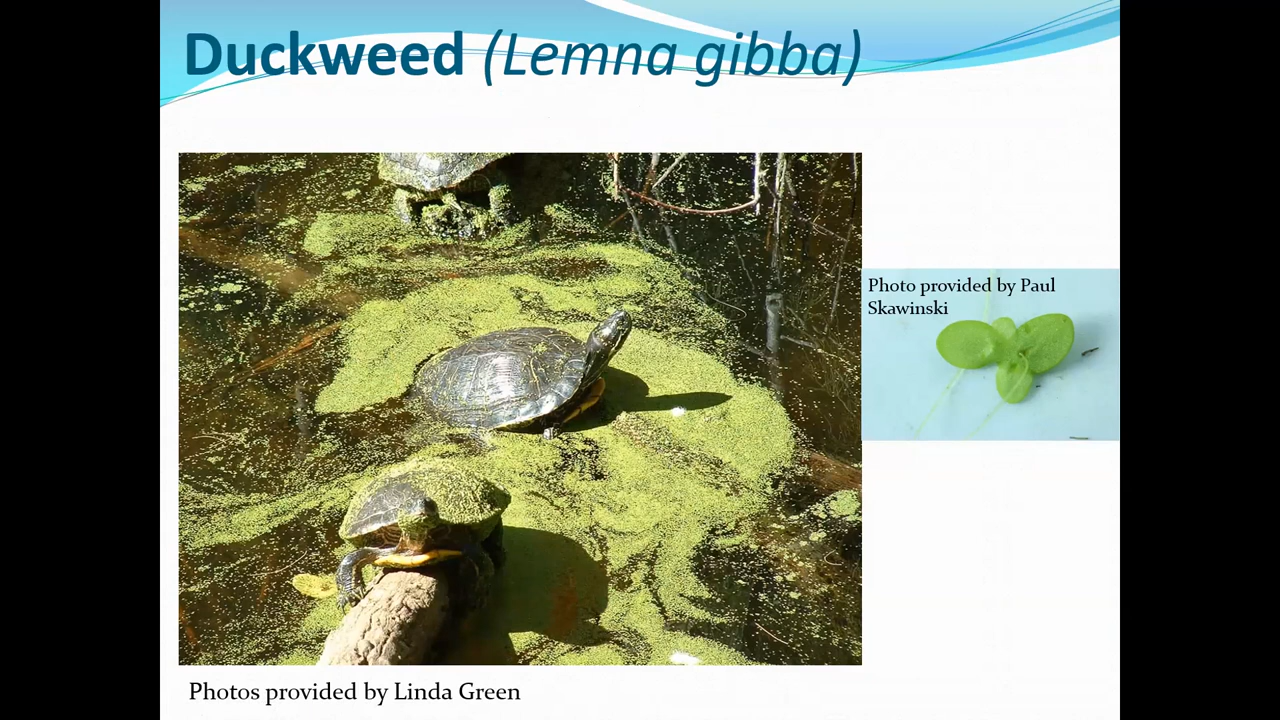 Duckweed (Lemna gibba)
Photo provided by Paul
Skawinski
Photos provided by Linda Green